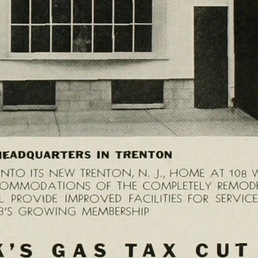 HEADQUARTERS IN TRENTON
INTO ITS NEW TRENTON, N. J., HOME AT 108 W
OMMODATIONS OF THE COMPLETELY REMODE
L PROVIDE IMPROVED FACILITIES FOR SERVICE
B'S GROWING MEMBERSHIP
K'S GAS TAX CUT